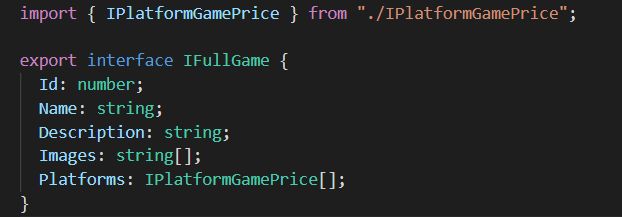 import { IPlatformGamePrice } from "./IPlatformGamePrice";
export interface IFullGame {
Id: number;
Name: string;
Description: string;
Images: string[];
Platforms: IPlatformGamePrice[];
}